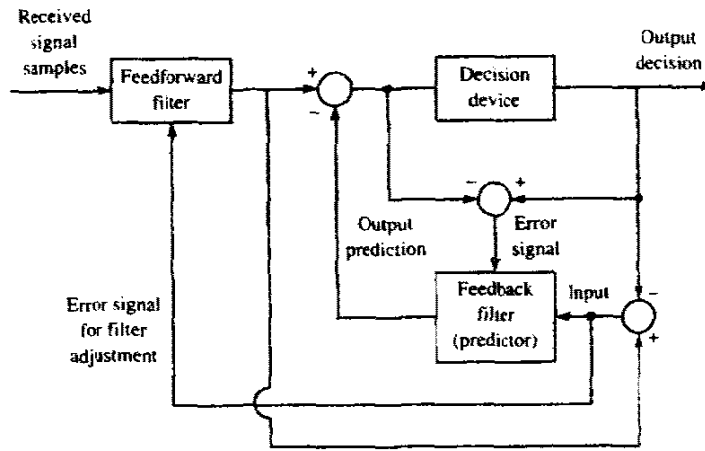 Received
signal
samples
Feedforward
filter
+
−
Decision
device
Output
decision
−
+
Output
prediction
Error
signal
Feedback
filter
(predictor)
Input
−
+
Error signal
for filter
adjustment